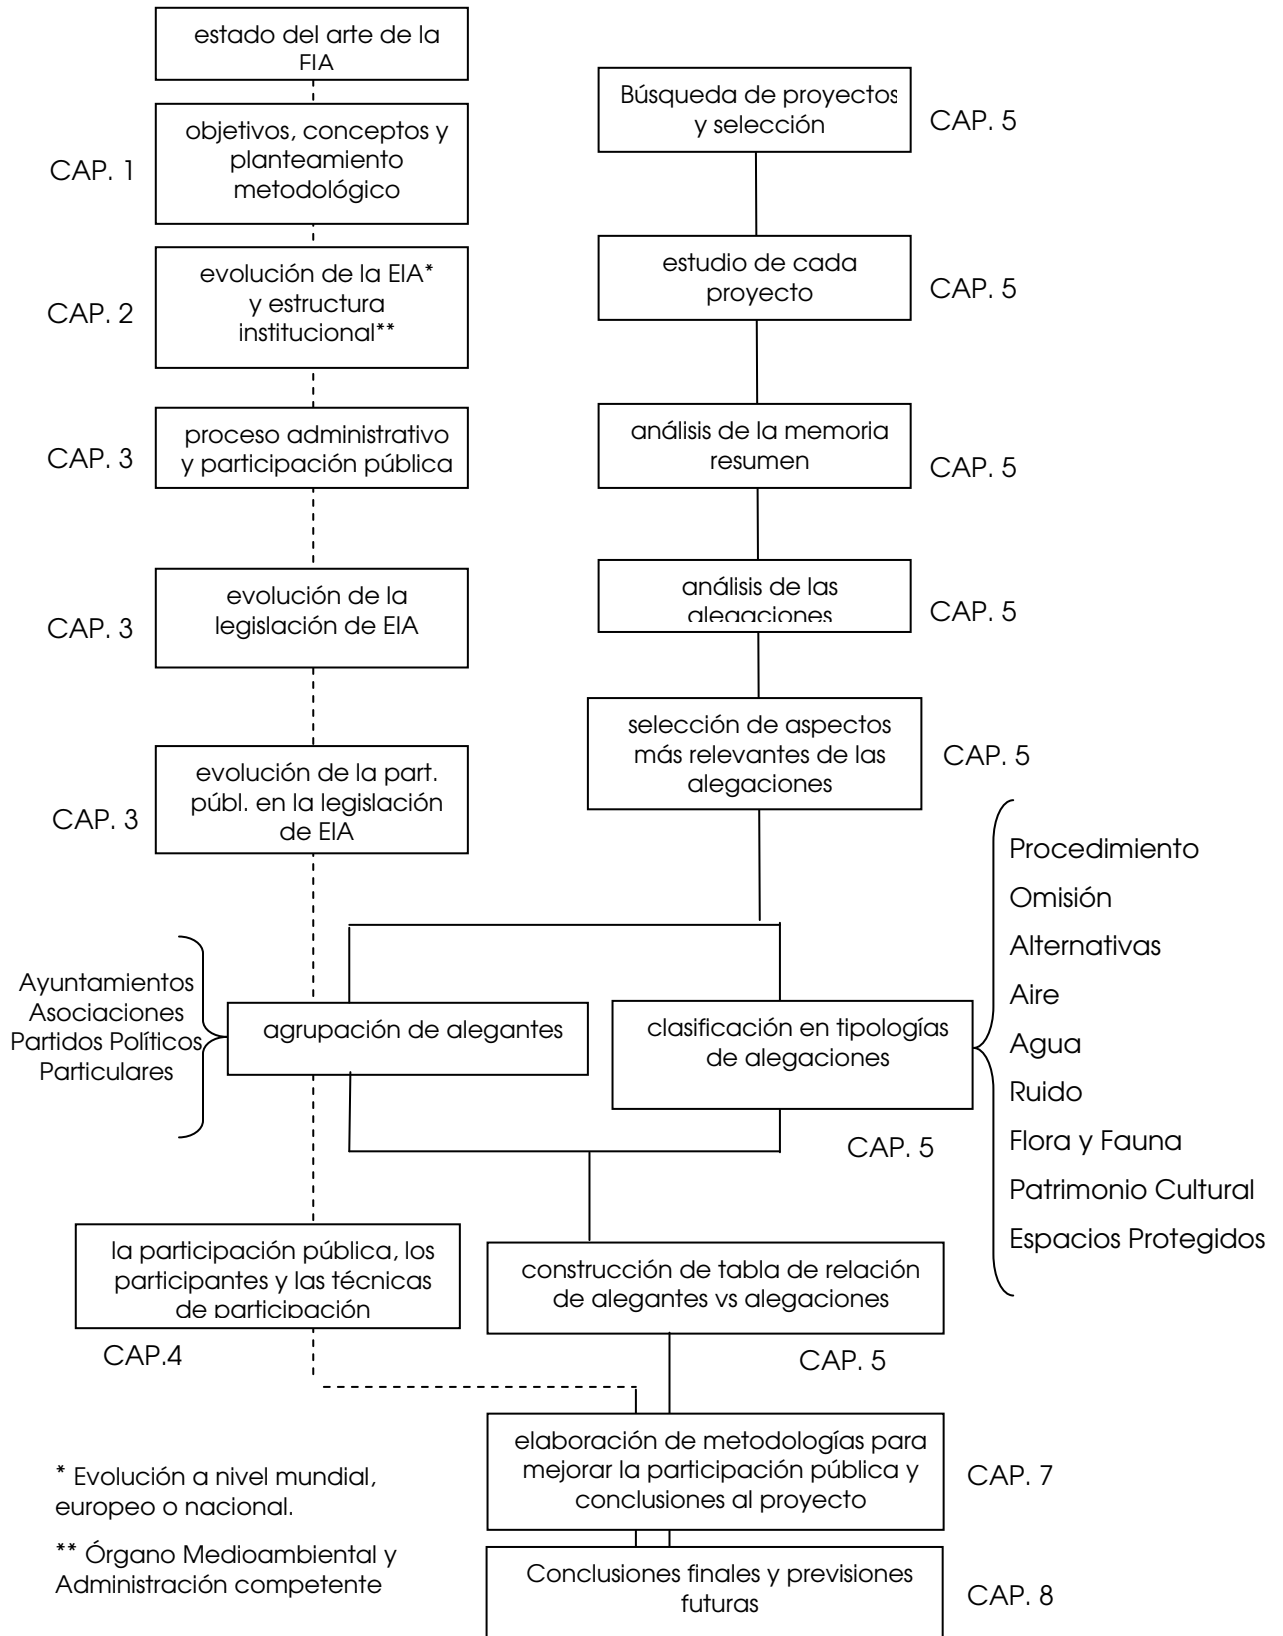 estado del arte de la
EIA
CAP. 1
objetivos, conceptos y
planteamiento
metodológico
CAP. 2
evolución de la EIA*
y estructura
institucional**
CAP. 3
proceso administrativo
y participación pública
CAP. 3
evolución de la
legislación de EIA
CAP. 3
evolución de la part.
públ. en la legislación
de EIA
Búsqueda de proyectos
y selección
CAP. 5
estudio de cada
proyecto
CAP. 5
análisis de la memoria
resumen
CAP. 5
análisis de las
alegaciones
CAP. 5
selección de aspectos
más relevantes de las
alegaciones
CAP. 5
Ayuntamientos
Asociaciones
Partidos Políticos
Particulares
agrupación de alegantes
clasificación en tipologías
de alegaciones
CAP. 5
Procedimiento
Omisión
Alternativas
Aire
Agua
Ruido
Flora y Fauna
Patrimonio Cultural
Espacios Protegidos
la participación pública, los
participantes y las técnicas
de participación
CAP.4
construcción de tabla de relación
de alegantes vs alegaciones
CAP. 5
elaboración de metodologías para
mejorar la participación pública y
conclusiones al proyecto
CAP. 7
Conclusiones finales y previsiones
futuras
CAP. 8
* Evolución a nivel mundial,
europeo o nacional.
** Órgano Medioambiental y
Administración competente